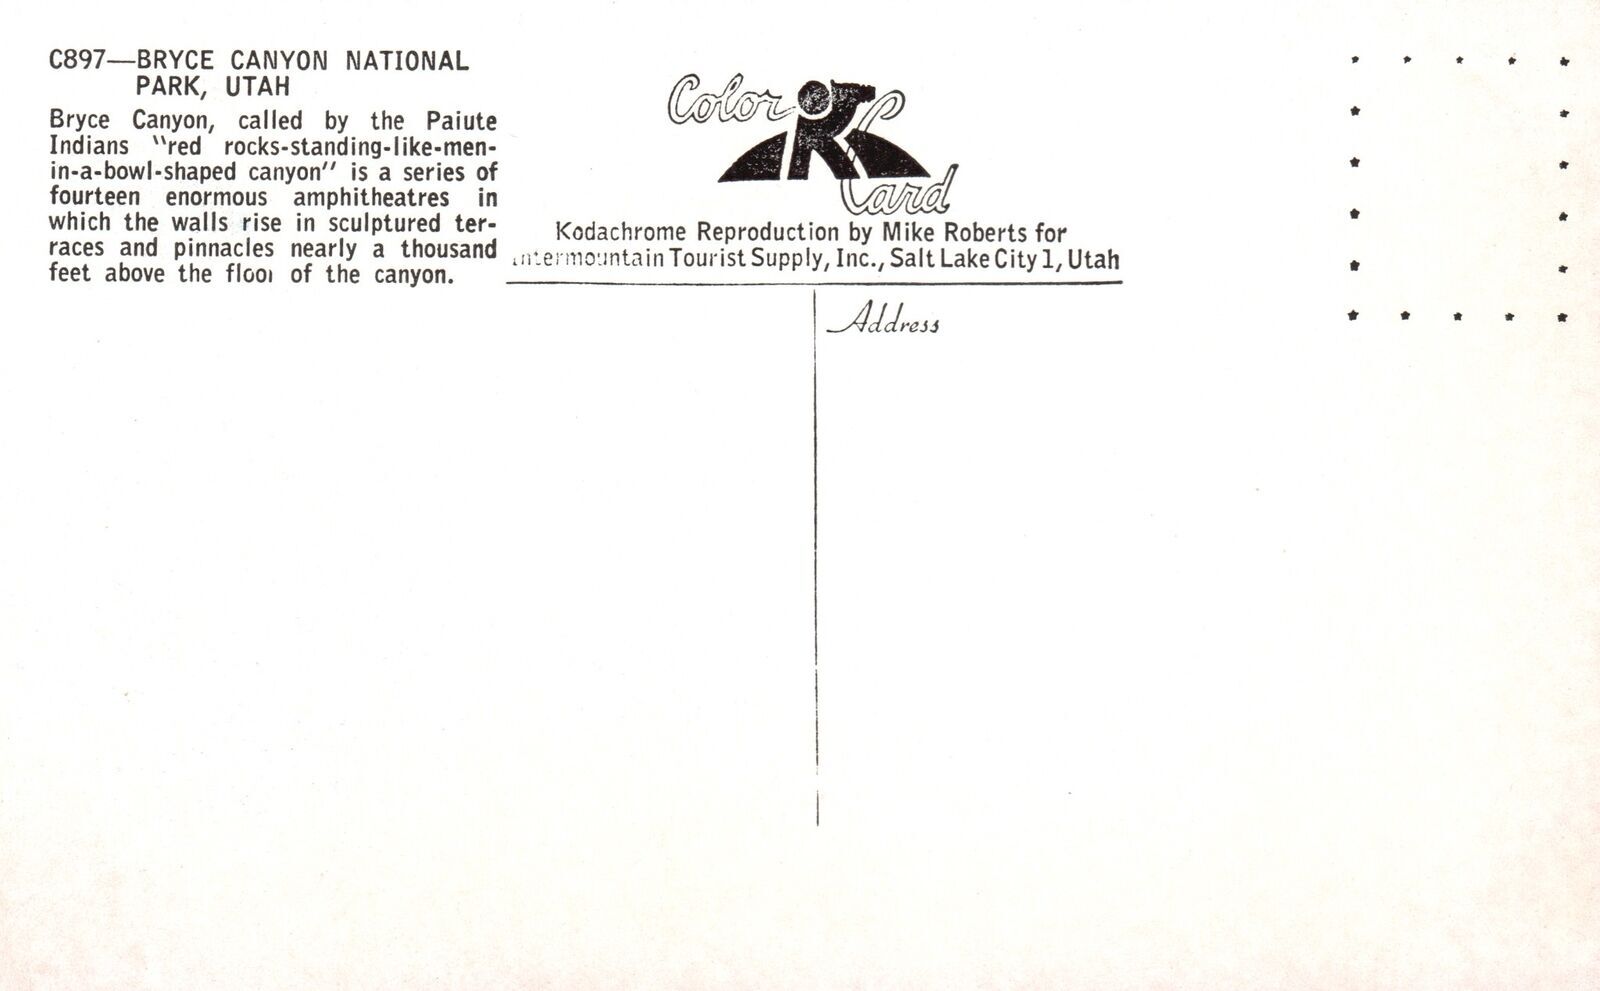 C897—BRYCE CANYON NATIONAL
PARK, UTAH
Bryce Canyon, called by the Paiute
Indians "red rocks-standing-like-men-
in-a-bowl-shaped canyon" is a series of
fourteen enormous amphitheatres in
which the walls rise in sculptured ter-
races and pinnacles nearly a thousand
feet above the floor of the canyon.
Color
Card
Kodachrome Reproduction by Mike Roberts for
Intermountain Tourist Supply, Inc., Salt Lake City 1, Utah
Address